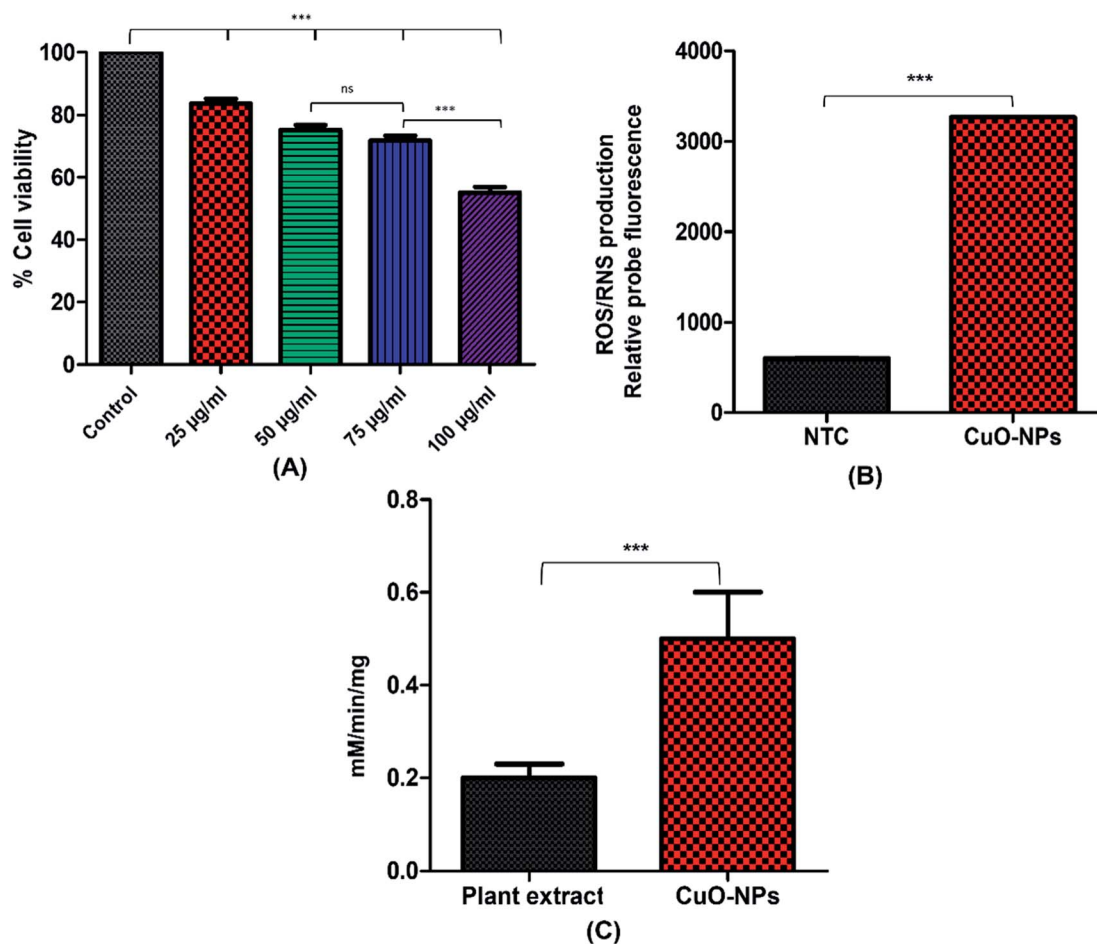 ***
ns
***
% Cell viability
100
80
60
40
20
0
Control
25 µg/ml
50 µg/ml
75 µg/ml
100 µg/ml
(A)
***
ROS/RNS production
Relative probe fluorescence
4000
3000
2000
1000
0
NTC
CuO-NPs
(B)
***
mM/min/mg
0.8
0.6
0.4
0.2
0.0
Plant extract
CuO-NPs
(C)